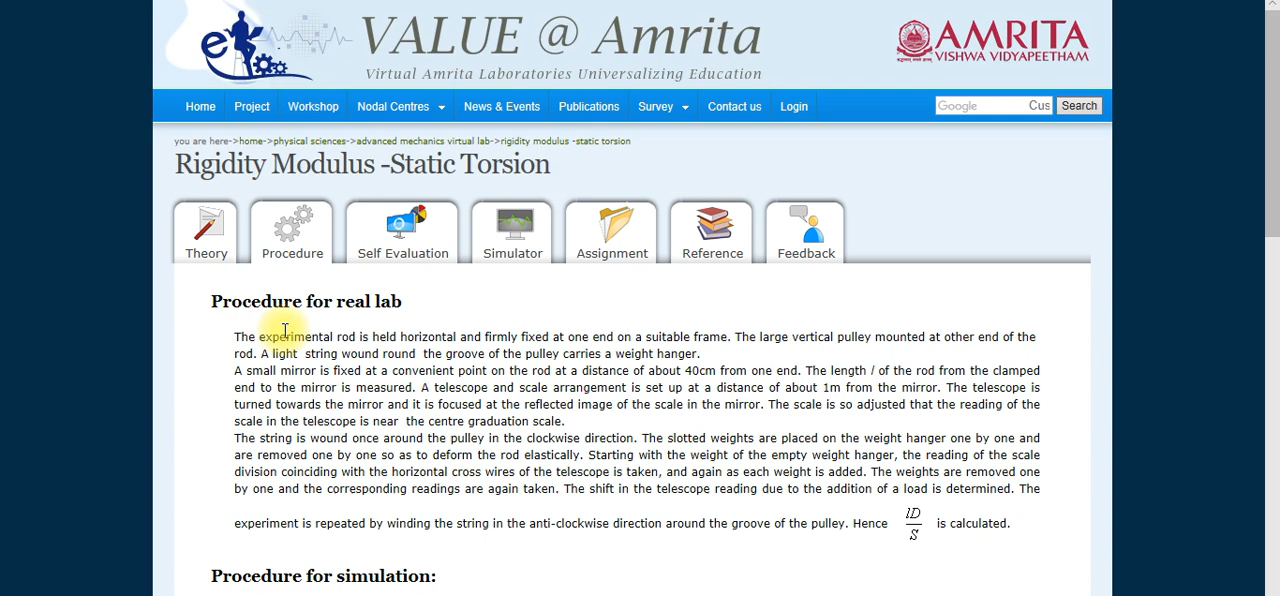 VALUE @ Amrita
Virtual Amrita Laboratories Universalizing Education
AMRITA
VISHWA VIDYAPEETHAM
Home Project Workshop Nodal Centres News & Events Publications Survey Contact us Login Google Cus Search
you are here->home->physical sciences->advanced mechanics virtual lab->rigidity modulus -static torsion
Rigidity Modulus -Static Torsion
Theory Procedure Self Evaluation Simulator Assignment Reference Feedback
Procedure for real lab
The experimental rod is held horizontal and firmly fixed at one end on a suitable frame. The large vertical pulley mounted at other end of the
rod. A light string wound round the groove of the pulley carries a weight hanger.
A small mirror is fixed at a convenient point on the rod at a distance of about 40cm from one end. The length l of the rod from the clamped
end to the mirror is measured. A telescope and scale arrangement is set up at a distance of about 1m from the mirror. The telescope is
turned towards the mirror and it is focused at the reflected image of the scale in the mirror. The scale is so adjusted that the reading of the
scale in the telescope is near the centre graduation scale.
The string is wound once around the pulley in the clockwise direction. The slotted weights are placed on the weight hanger one by one and
are removed one by one so as to deform the rod elastically. Starting with the weight of the empty weight hanger, the reading of the scale
division coinciding with the horizontal cross wires of the telescope is taken, and again as each weight is added. The weights are removed one
by one and the corresponding readings are again taken. The shift in the telescope reading due to the addition of a load is determined. The
experiment is repeated by winding the string in the anti-clockwise direction around the groove of the pulley. Hence lD/S is calculated.
Procedure for simulation: